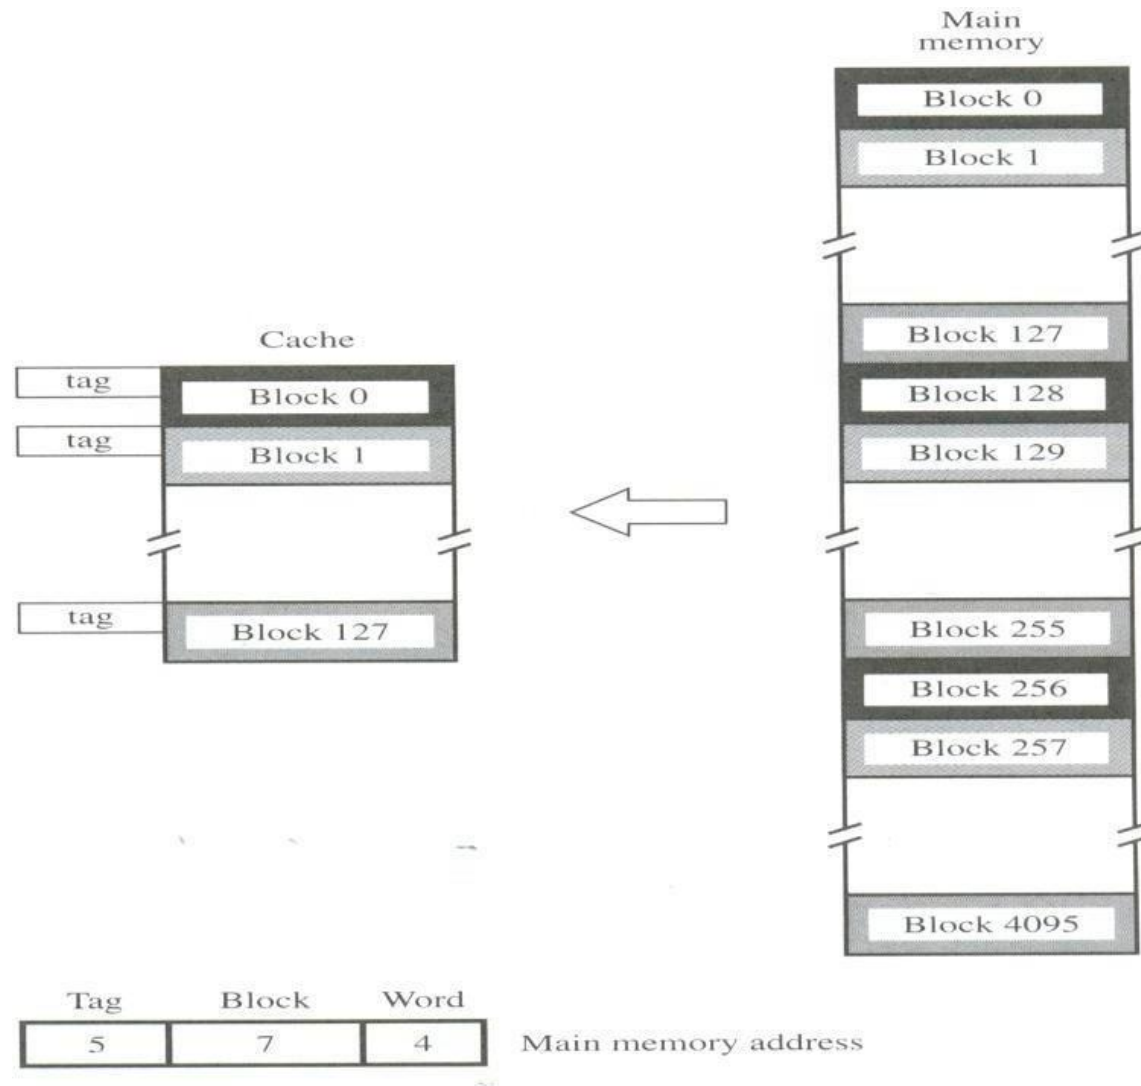 Main
memory
Block 0
Block 1
Block 127
Block 128
Block 129
Block 255
Block 256
Block 257
Block 4095
Cache
tag
Block 0
tag
Block 1
tag
Block 127
Tag Block Word
5 7 4 Main memory address